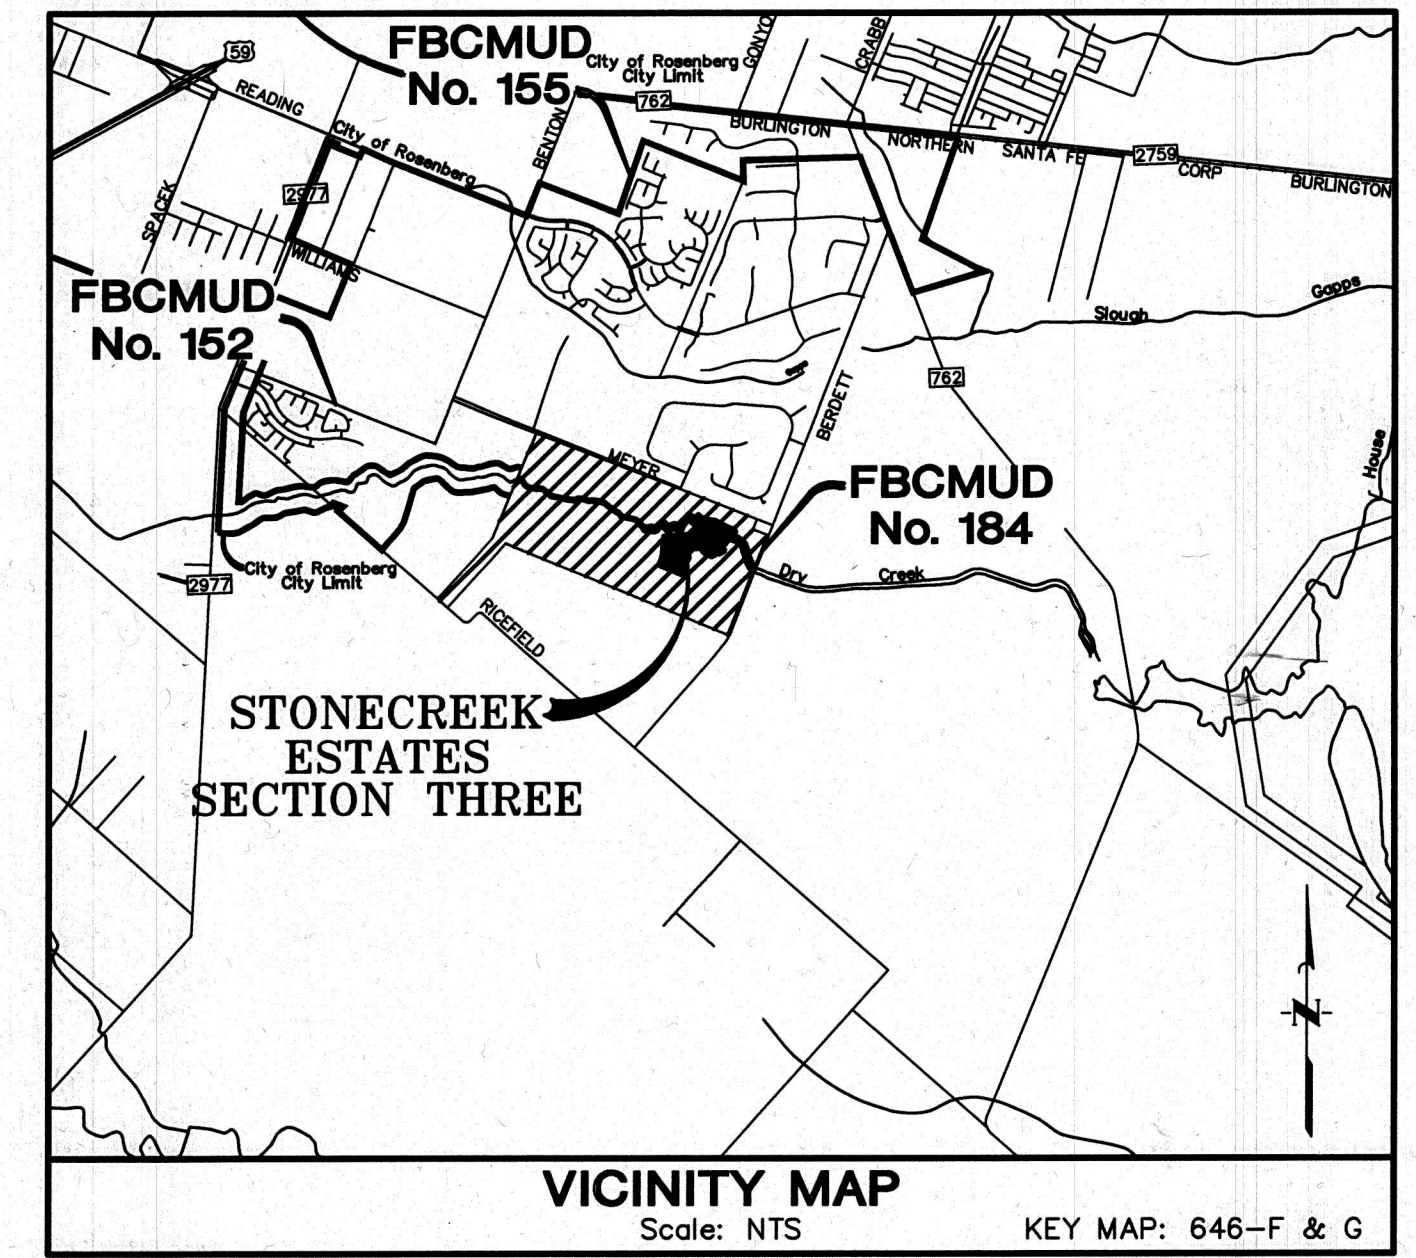 FBCMUD
No. 155
City of Rosenberg
City Limit
GONYO
CRABB
59
READING
762
BURLINGTON
NORTHERN
SANTA FE
2759
CORP
BURLINGTON
City of Rosenberg
BENTON
2977
SPACEK
WILLIAMS
FBCMUD
No. 152
Slough
Gapps
762
BERDETT
House
MEYER
FBCMUD
No. 184
City of Rosenberg
City Limit
2977
Dry
Creek
RICEFIELD
STONECREEK
ESTATES
SECTION THREE
N
VICINITY MAP
Scale: NTS
KEY MAP: 646-F & G